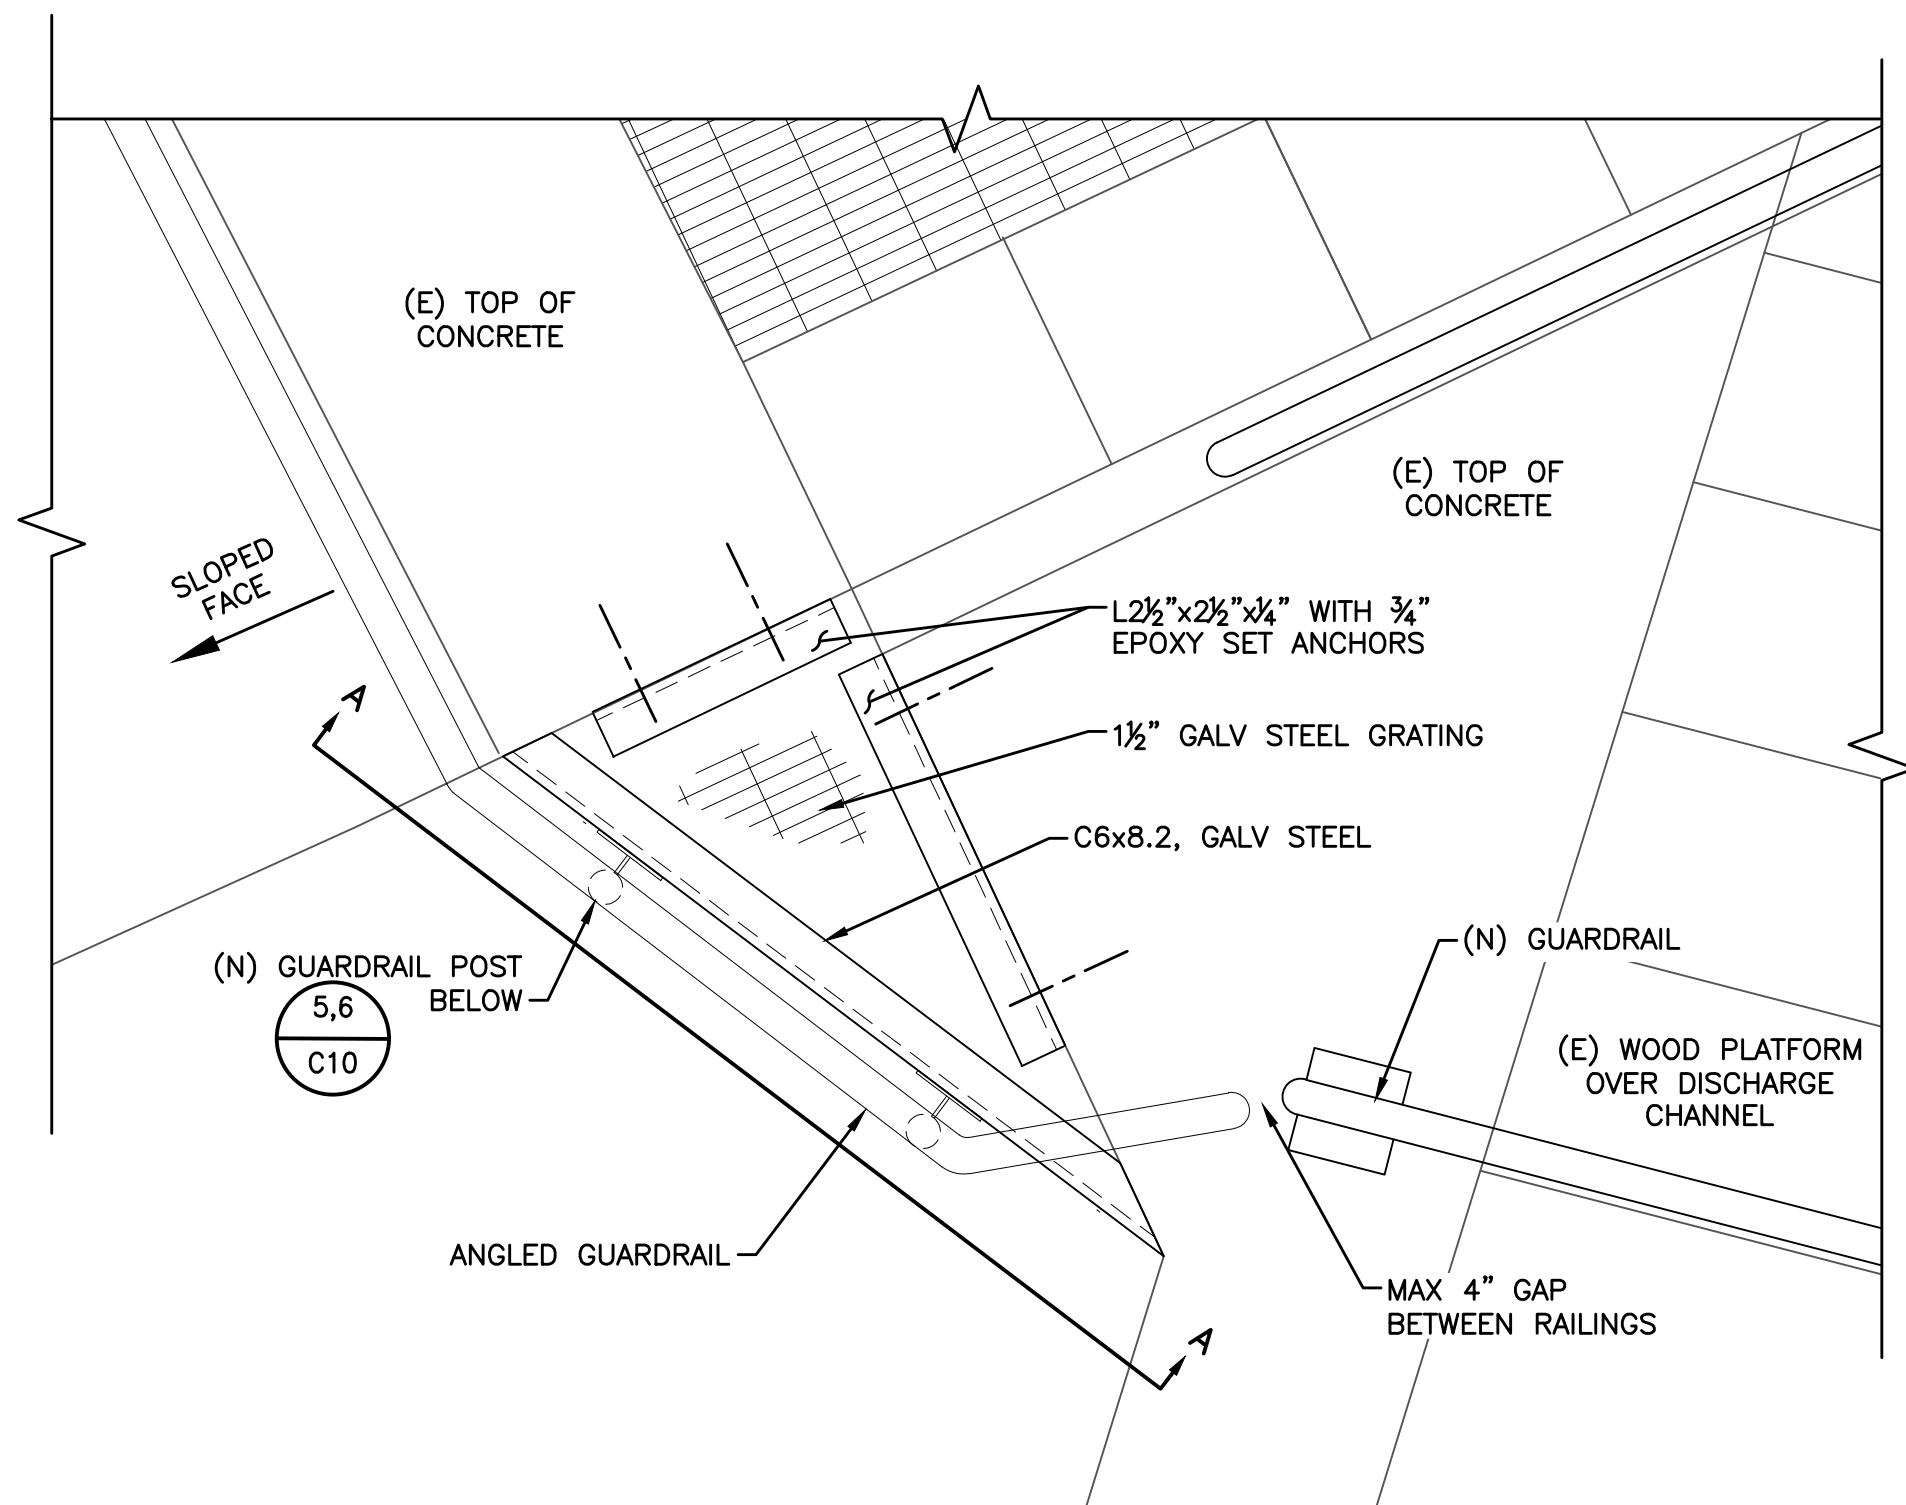 (E) TOP OF
CONCRETE
(E) TOP OF
CONCRETE
SLOPED
FACE
L2½"x2½"x¼" WITH ¾"
EPOXY SET ANCHORS
A
1½" GALV STEEL GRATING
C6x8.2, GALV STEEL
(N) GUARDRAIL
(N) GUARDRAIL POST
BELOW
5,6
C10
(E) WOOD PLATFORM
OVER DISCHARGE
CHANNEL
ANGLED GUARDRAIL
MAX 4" GAP
BETWEEN RAILINGS
A